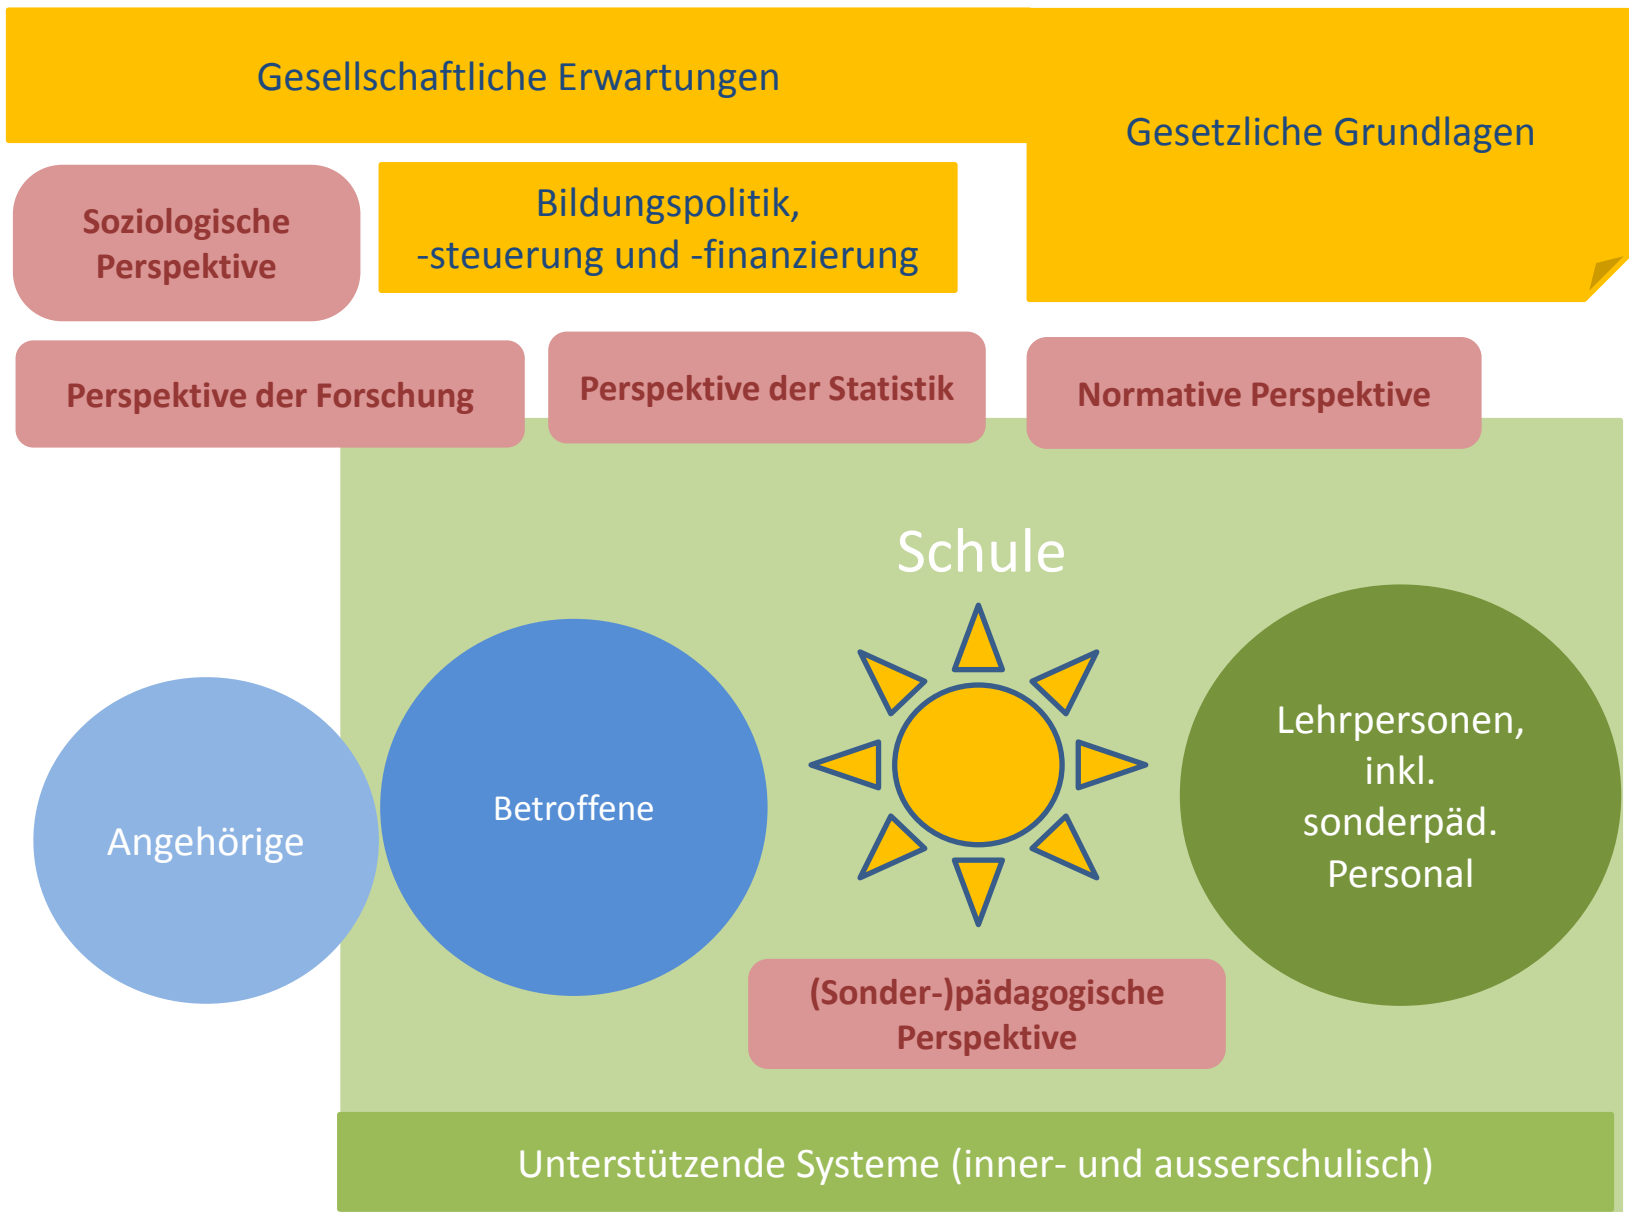 Gesellschaftliche Erwartungen
Gesetzliche Grundlagen
Soziologische
Perspektive
Bildungspolitik,
-steuerung und -finanzierung
Perspektive der Forschung
Perspektive der Statistik
Normative Perspektive
Schule
Angehörige
Betroffene
Lehrpersonen,
inkl.
sonderpäd.
Personal
(Sonder-)pädagogische
Perspektive
Unterstützende Systeme (inner- und ausserschulisch)